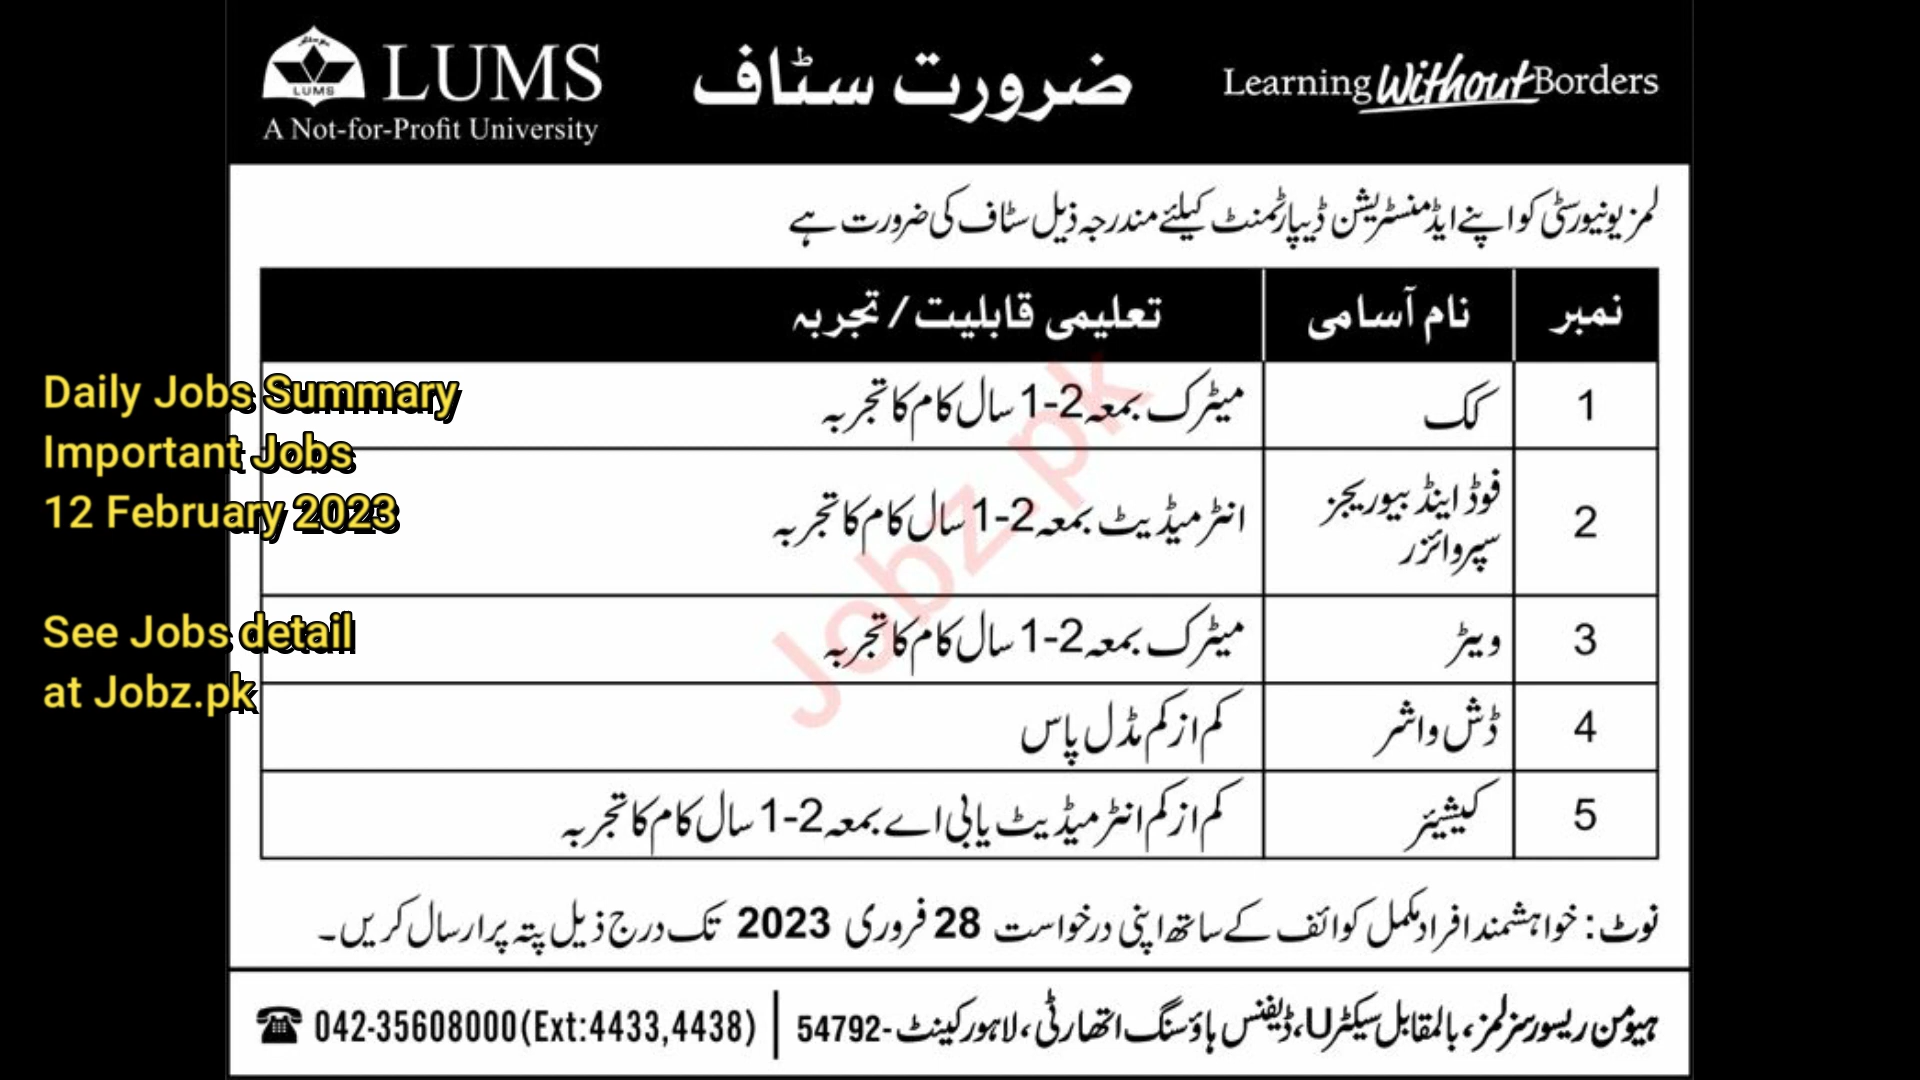 LUMS
LUMS
A Not-for-Profit University
ضرورت سٹاف
Learning Without Borders
لمز یونیورسٹی کو اپنے ایڈمنسٹریشن ڈیپارٹمنٹ کیلئے مندرجہ ذیل سٹاف کی ضرورت ہے
نمبر نام آسامی تعلیمی قابلیت / تجربہ
1 کک میٹرک بمعہ 2-1 سال کام کا تجربہ
2 فوڈ اینڈ بیوریجز سپروائزر انٹرمیڈیٹ بمعہ 2-1 سال کام کا تجربہ
3 ویٹر میٹرک بمعہ 2-1 سال کام کا تجربہ
4 ڈش واشر کم از کم مڈل پاس
5 کیشیئر کم از کم انٹرمیڈیٹ یا بی اے بمعہ 2-1 سال کام کا تجربہ
نوٹ : خواہشمند افراد مکمل کوائف کے ساتھ اپنی درخواست 28 فروری 2023 تک درج ذیل پتہ پر ارسال کریں۔
ہیومن ریسورسز لمز، بالمقابل سیکٹر U، ڈیفنس ہاؤسنگ اتھارٹی، لاہور کینٹ-54792
042-35608000(Ext:4433,4438)
Daily Jobs Summary
Important Jobs
12 February 2023
See Jobs detail
at Jobz.pk
Jobz.pk